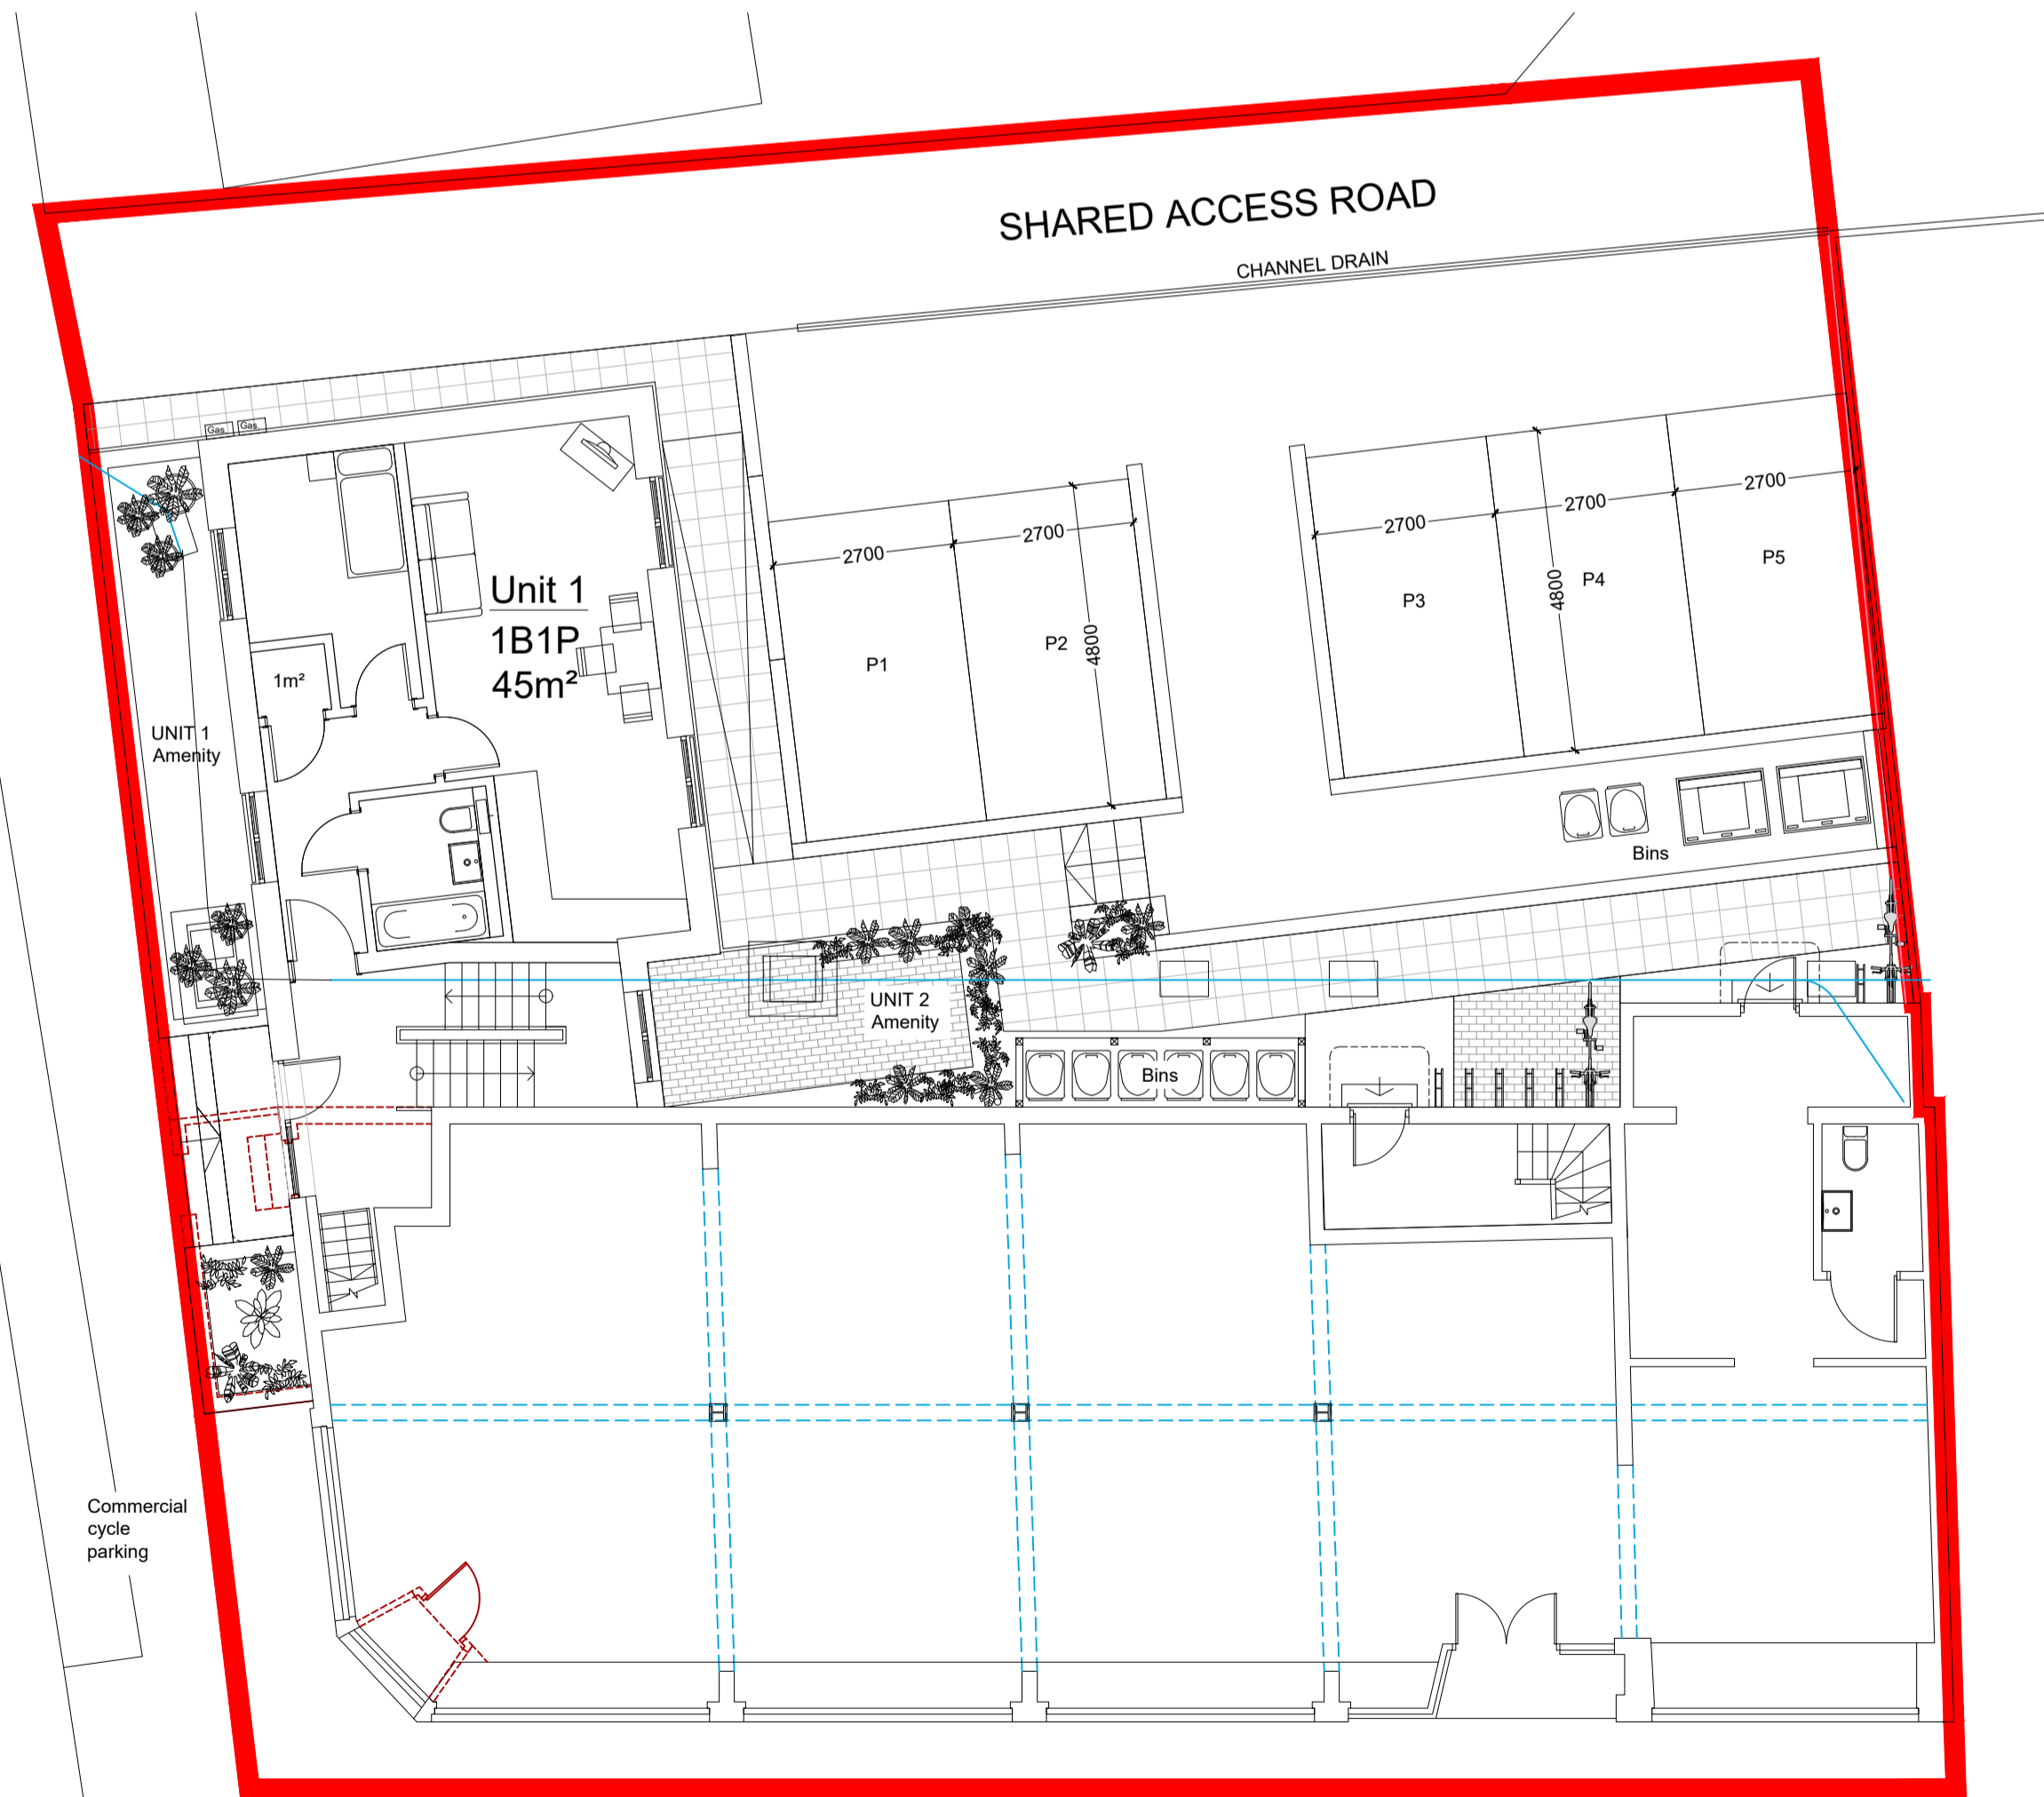 SHARED ACCESS ROAD
CHANNEL DRAIN
Gas.
Gas.
2700
2700
2700
2700
2700
4800
4800
P1
P2
P3
P4
P5
Unit 1
1B1P
45m²
1m²
UNIT 1
Amenity
Bins
UNIT 2
Amenity
Bins
Commercial
cycle
parking